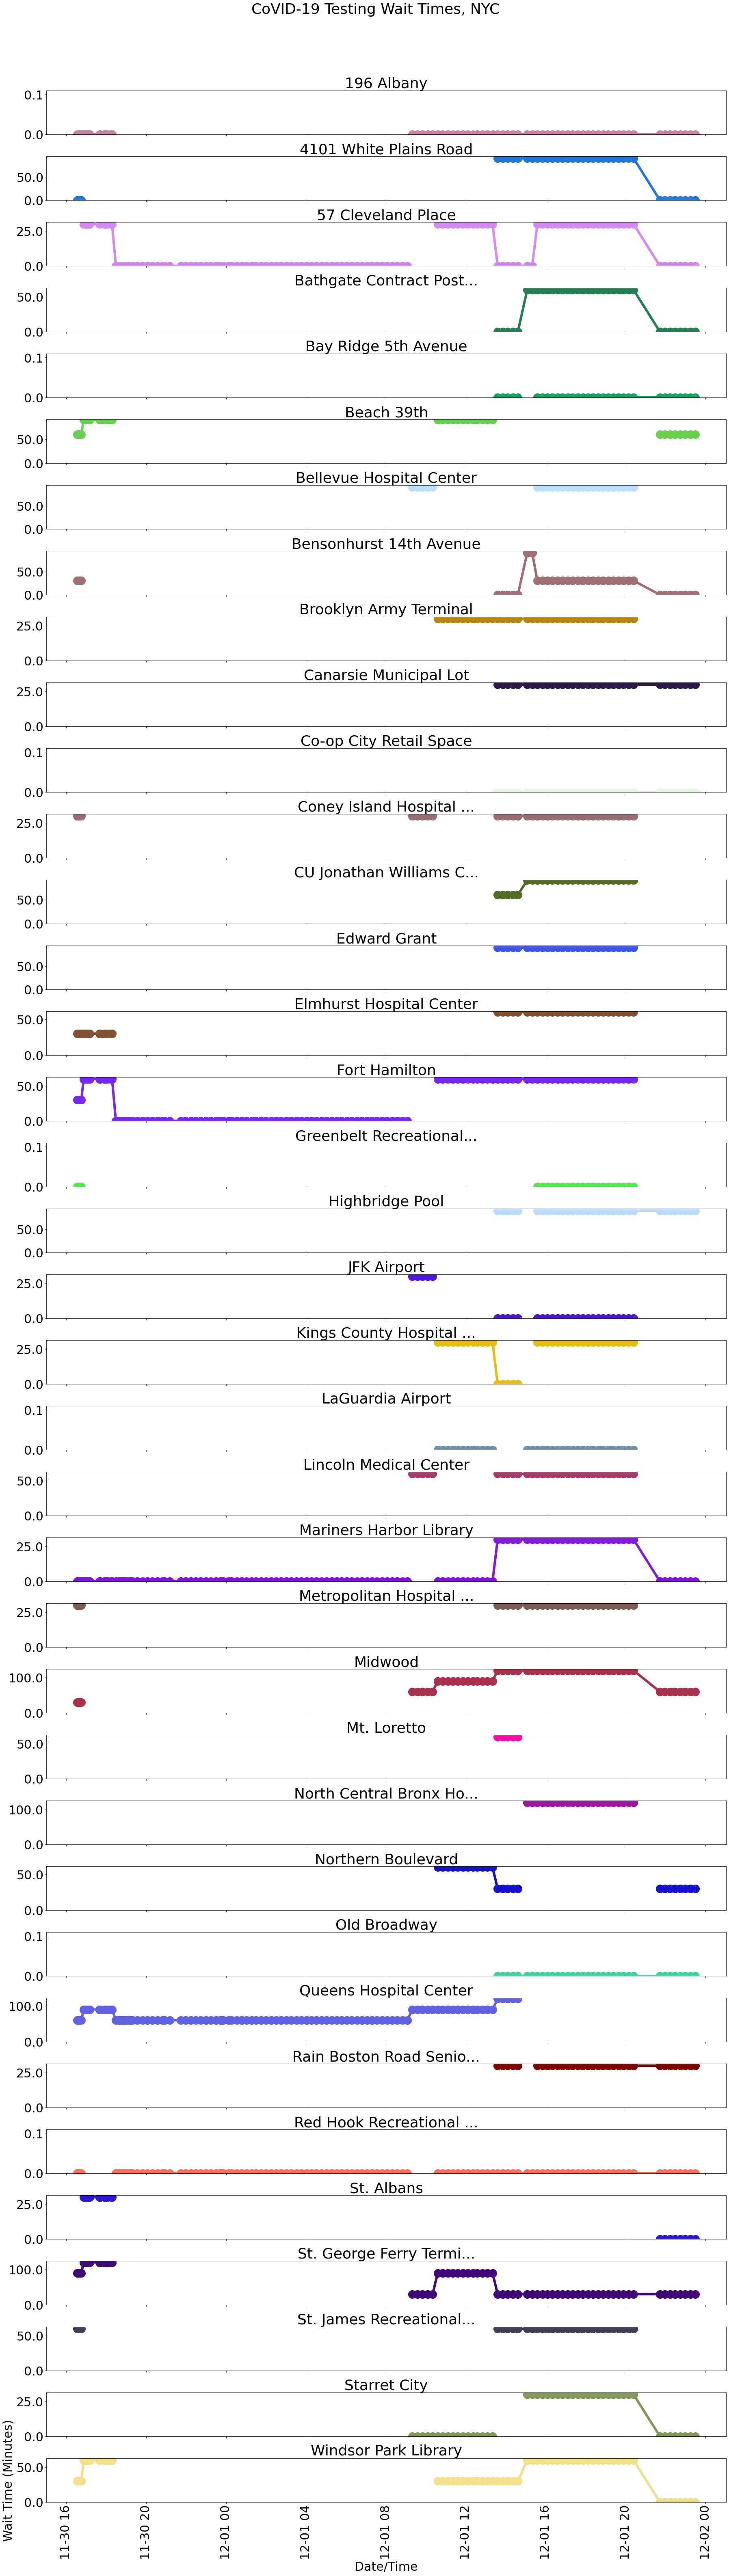 CoVID-19 Testing Wait Times, NYC
196 Albany
0.1
0.0
4101 White Plains Road
50.0
0.0
57 Cleveland Place
25.0
0.0
Bathgate Contract Post...
50.0
0.0
Bay Ridge 5th Avenue
0.1
0.0
Beach 39th
50.0
0.0
Bellevue Hospital Center
50.0
0.0
Bensonhurst 14th Avenue
50.0
0.0
Brooklyn Army Terminal
25.0
0.0
Canarsie Municipal Lot
25.0
0.0
Co-op City Retail Space
0.1
0.0
Coney Island Hospital ...
25.0
0.0
CU Jonathan Williams C...
50.0
0.0
Edward Grant
50.0
0.0
Elmhurst Hospital Center
50.0
0.0
Fort Hamilton
50.0
0.0
Greenbelt Recreational...
0.1
0.0
Highbridge Pool
50.0
0.0
JFK Airport
25.0
0.0
Kings County Hospital ...
25.0
0.0
LaGuardia Airport
0.1
0.0
Lincoln Medical Center
50.0
0.0
Mariners Harbor Library
25.0
0.0
Metropolitan Hospital ...
25.0
0.0
Midwood
100.0
0.0
Mt. Loretto
50.0
0.0
North Central Bronx Ho...
100.0
0.0
Northern Boulevard
50.0
0.0
Old Broadway
0.1
0.0
Queens Hospital Center
100.0
0.0
Rain Boston Road Senio...
25.0
0.0
Red Hook Recreational ...
0.1
0.0
St. Albans
25.0
0.0
St. George Ferry Termi...
100.0
0.0
St. James Recreational...
50.0
0.0
Starret City
25.0
0.0
Windsor Park Library
50.0
0.0
Wait Time (Minutes)
11-30 16
11-30 20
12-01 00
12-01 04
12-01 08
12-01 12
12-01 16
12-01 20
12-02 00
Date/Time